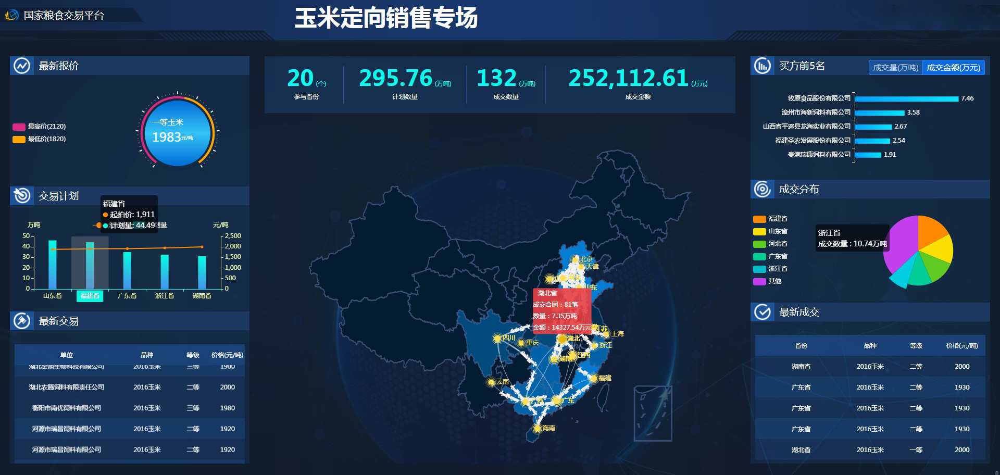 国家粮食交易平台
玉米定向销售专场
最新报价
最高价(2120)
最低价(1820)
一等玉米
1983元/吨
交易计划
福建省
起拍价: 1,911
计划量: 44.49
划量
万吨
元/吨
50
40
30
20
10
0
2,500
2,000
1,500
1,000
500
0
山东省 福建省 广东省 浙江省 湖南省
最新交易
单位 品种 等级 价格(元/吨)
湖北金旭生物科技有限公司 2016玉米 三等 1900
湖北农腾饲料有限责任公司 2016玉米 二等 2000
衡阳市南优饲料有限公司 2016玉米 三等 1980
河源市瑞昌饲料有限公司 2016玉米 二等 1920
河源市瑞昌饲料有限公司 2016玉米 二等 1920
20 (个)
参与省份
295.76 (万吨)
计划数量
132 (万吨)
成交数量
252,112.61 (万元)
成交金额
北京
天津
山东
湖北省
成交合同 : 81笔
数量 : 7.35万吨
金额 : 14327.54万元
江苏
上海
四川
重庆
湖北
浙江
湖南
江西
云南
福建
广西
广东
海南
买方前5名
成交量(万吨) 成交金额(万元)
牧原食品股份有限公司 7.46
漳州市海新饲料有限公司 3.58
山西省平遥县龙海实业有限公司 2.67
福建圣农发展股份有限公司 2.54
贵港瑞康饲料有限公司 1.91
成交分布
福建省
山东省
河北省
广东省
浙江省
其他
浙江省
成交数量 : 10.74万吨
最新成交
省份 品种 等级 价格(元/吨)
湖南省 2016玉米 二等 2000
广东省 2016玉米 二等 1930
广东省 2016玉米 二等 1930
广东省 2016玉米 二等 1930
湖北省 2016玉米 一等 2000